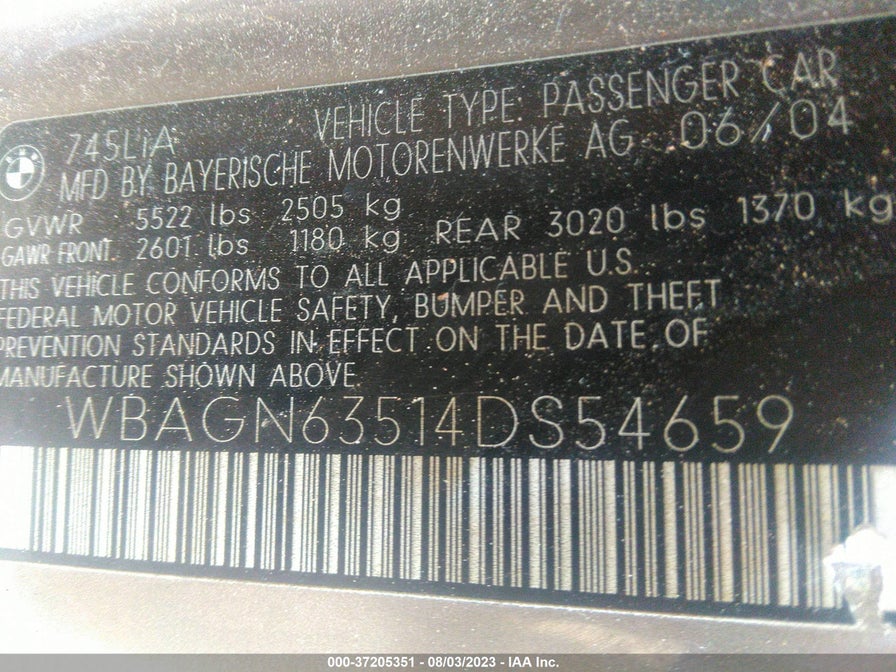 745LiA VEHICLE TYPE: PASSENGER CAR
MFD BY BAYERISCHE MOTORENWERKE AG 06/04
GVWR 5522 lbs 2505 kg
GAWR FRONT: 2601 lbs 1180 kg REAR 3020 lbs 1370 kg
THIS VEHICLE CONFORMS TO ALL APPLICABLE U.S.
FEDERAL MOTOR VEHICLE SAFETY, BUMPER AND THEFT
PREVENTION STANDARDS IN EFFECT ON THE DATE OF
MANUFACTURE SHOWN ABOVE
WBAGN63514DS54659
000-37205351 - 08/03/2023 - IAA Inc.